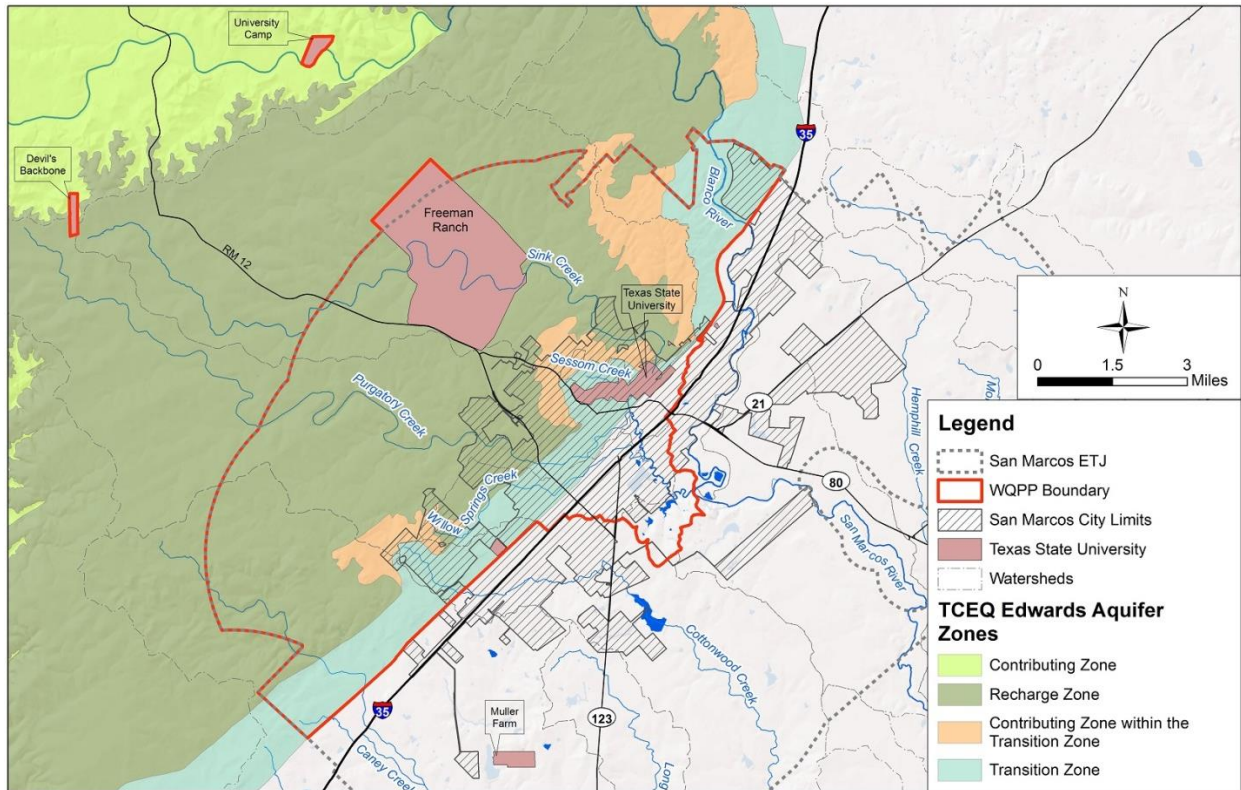 University
Camp
35
Devil's
Backbone
Blanco
River
Freeman
Ranch
RM 12
Sink Creek
Texas State
University
N
0 1.5 3
Miles
Sessom Creek
Purgatory Creek
21
Hemphill Creek
80
Willow
Springs Creek
San Marcos River
Cottonwood Creek
35
Muller
Farm
123
Caney Creek
Long
Legend
San Marcos ETJ
WQPP Boundary
San Marcos City Limits
Texas State University
Watersheds
TCEQ Edwards Aquifer
Zones
Contributing Zone
Recharge Zone
Contributing Zone within the
Transition Zone
Transition Zone